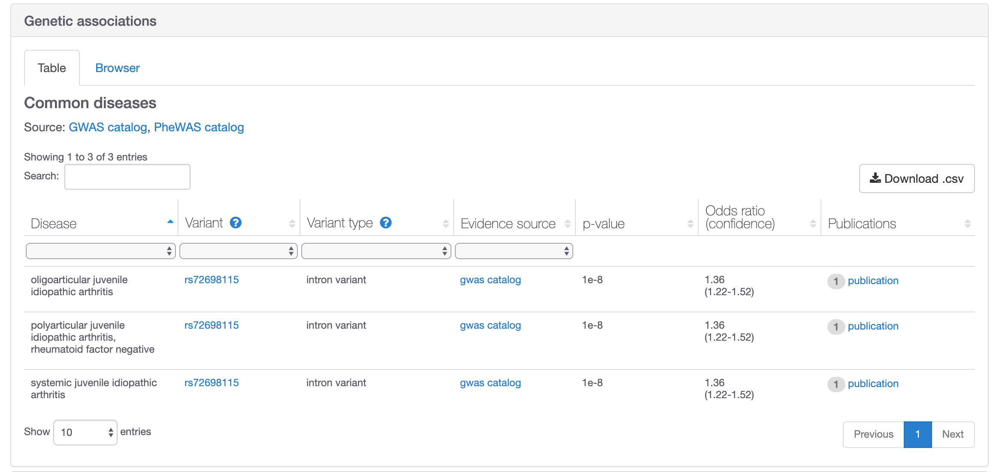 Genetic associations
Table
Browser
Common diseases
Source: GWAS catalog, PheWAS catalog
Showing 1 to 3 of 3 entries
Search:
Download .csv
Disease
Variant ?
Variant type ?
Evidence source
p-value
Odds ratio
(confidence)
Publications
oligoarticular juvenile
idiopathic arthritis
rs72698115
intron variant
gwas catalog
1e-8
1.36
(1.22-1.52)
1 publication
polyarticular juvenile
idiopathic arthritis,
rheumatoid factor negative
rs72698115
intron variant
gwas catalog
1e-8
1.36
(1.22-1.52)
1 publication
systemic juvenile idiopathic
arthritis
rs72698115
intron variant
gwas catalog
1e-8
1.36
(1.22-1.52)
1 publication
Show 10 entries
Previous
1
Next